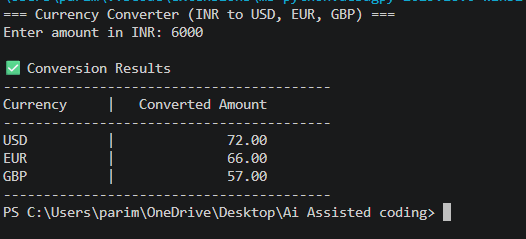 === Currency Converter (INR to USD, EUR, GBP) ===
Enter amount in INR: 6000
✅ Conversion Results
-----------------------------------------
Currency     |   Converted Amount
-----------------------------------------
USD          |              72.00
EUR          |              66.00
GBP          |              57.00
-----------------------------------------
PS C:\Users\parim\OneDrive\Desktop\Ai Assisted coding>